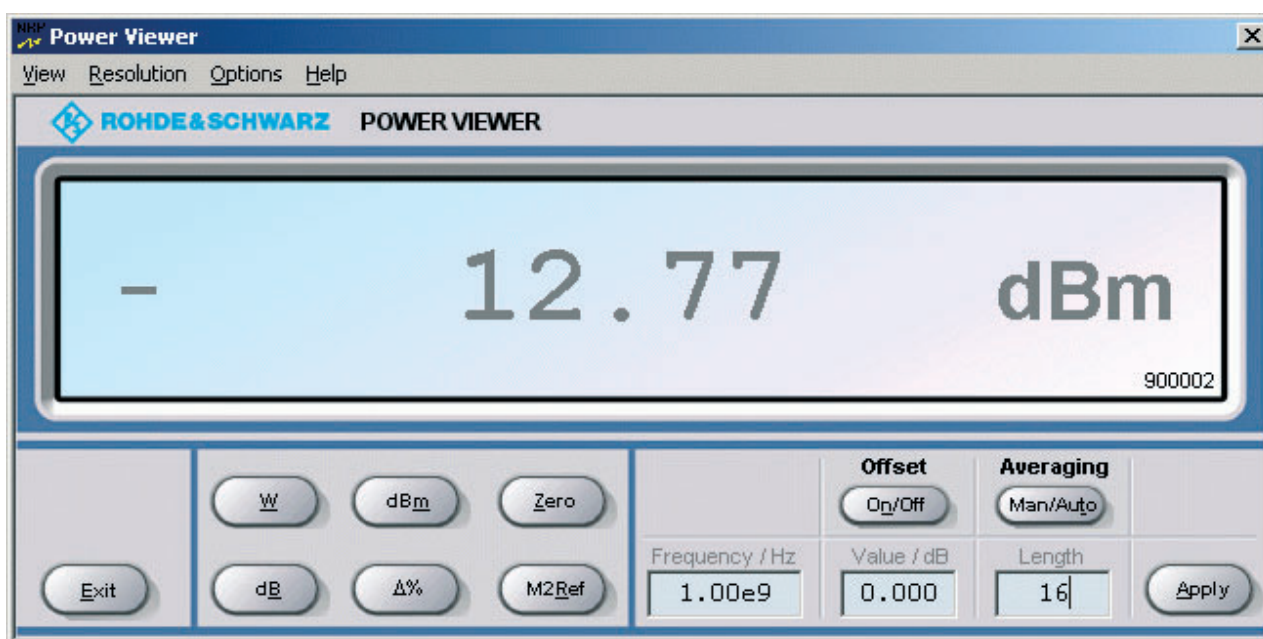 NRP Power Viewer
View Resolution Options Help
ROHDE&SCHWARZ POWER VIEWER
- 12.77 dBm
900002
Offset Averaging
W dBm Zero On/Off Man/Auto
Frequency / Hz Value / dB Length
Exit dB Δ% M2Ref 1.00e9 0.000 16 Apply